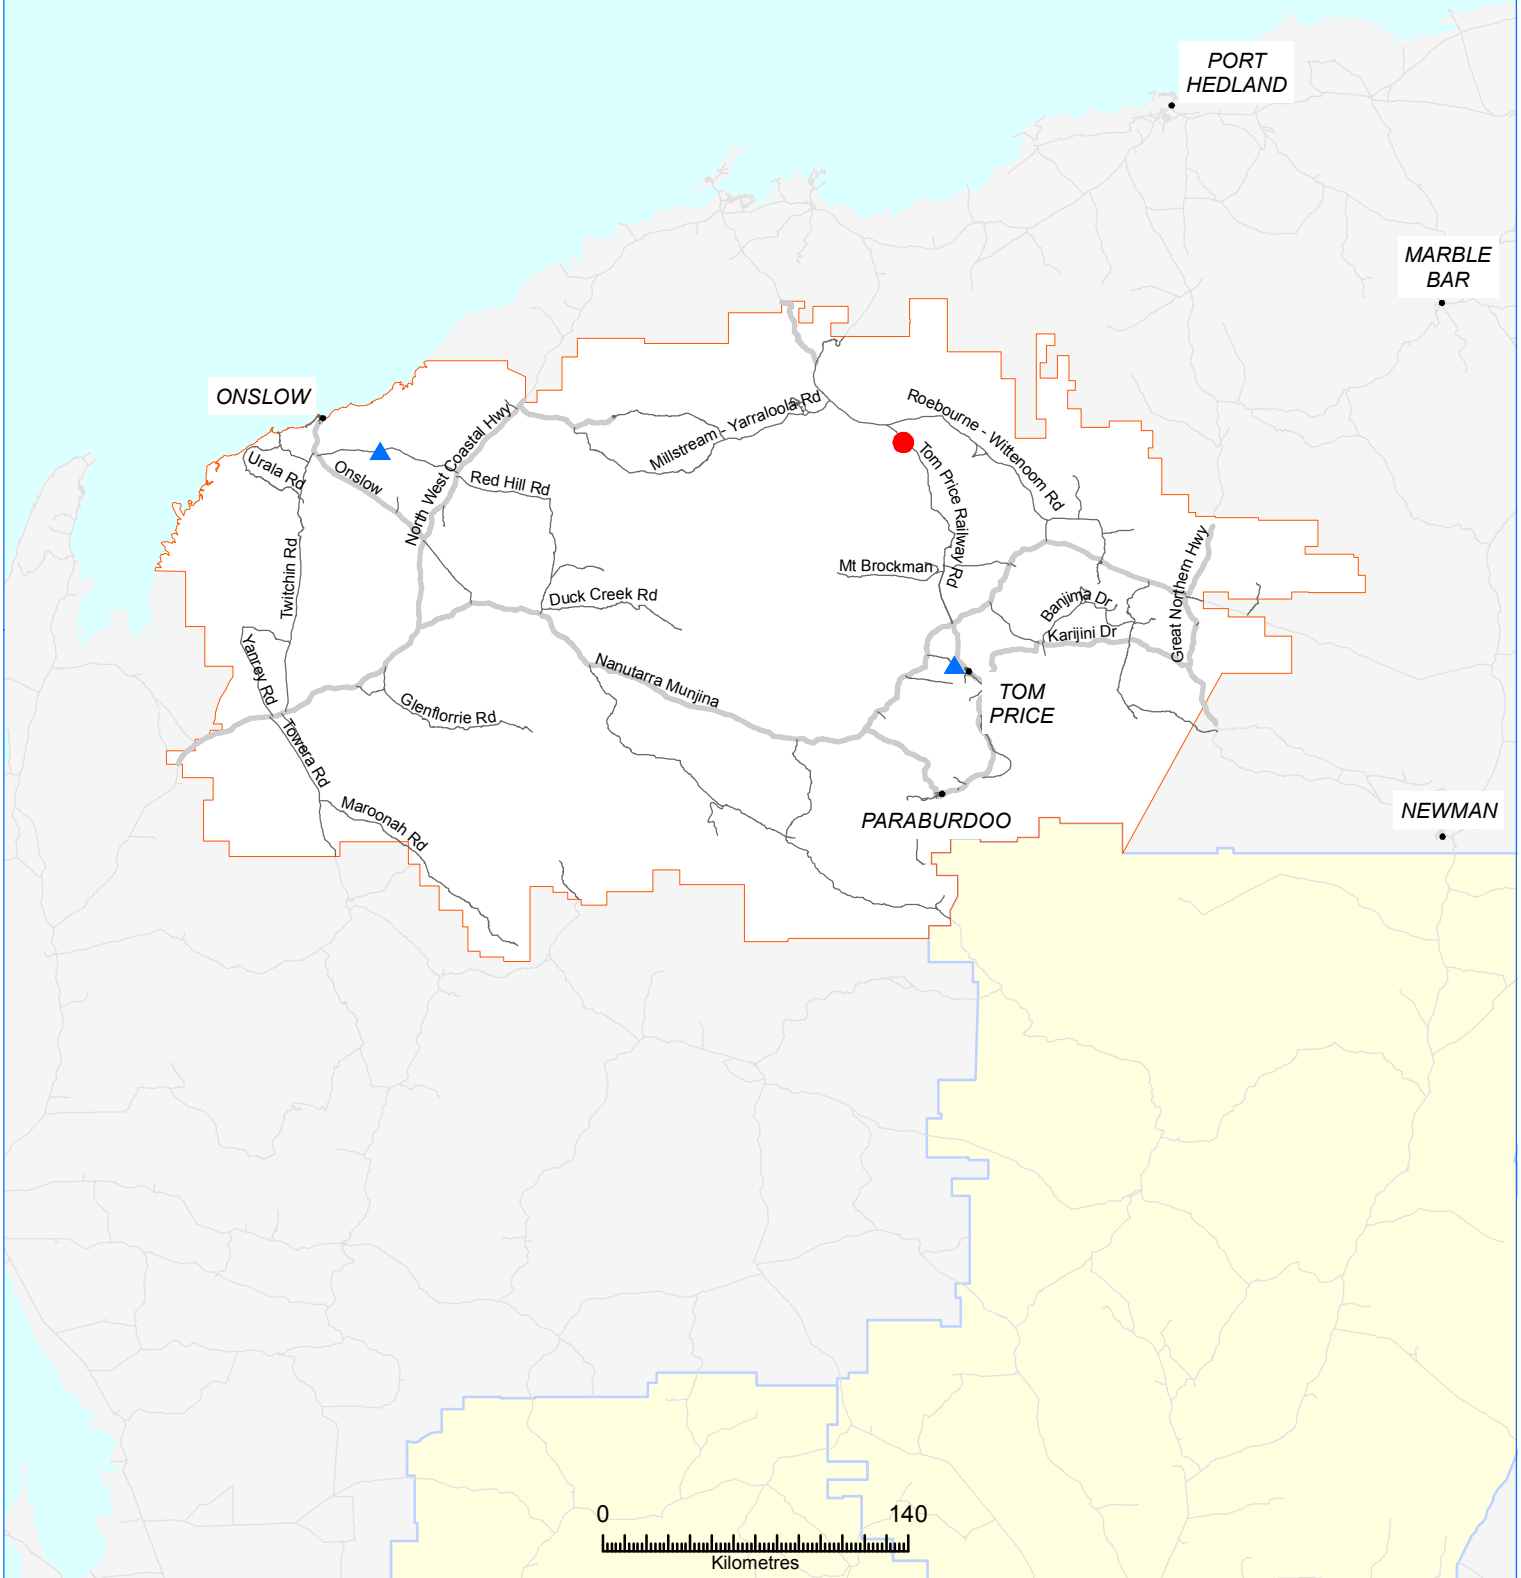 PORT
HEDLAND
MARBLE
BAR
ONSLOW
Roebourne - Wittenoom Rd
Millstream - Yarraloola Rd
North West Coastal Hwy
Urala Rd
Onslow
Red Hill Rd
Tom Price Railway Rd
Twitchin Rd
Mt Brockman
Great Northern Hwy
Duck Creek Rd
Banjima Dr
Karijini Dr
Yanrey Rd
Nanutarra Munjina
TOM
PRICE
Glenflorrie Rd
Towera Rd
Maroonah Rd
PARABURDOO
NEWMAN
0 140
Kilometres